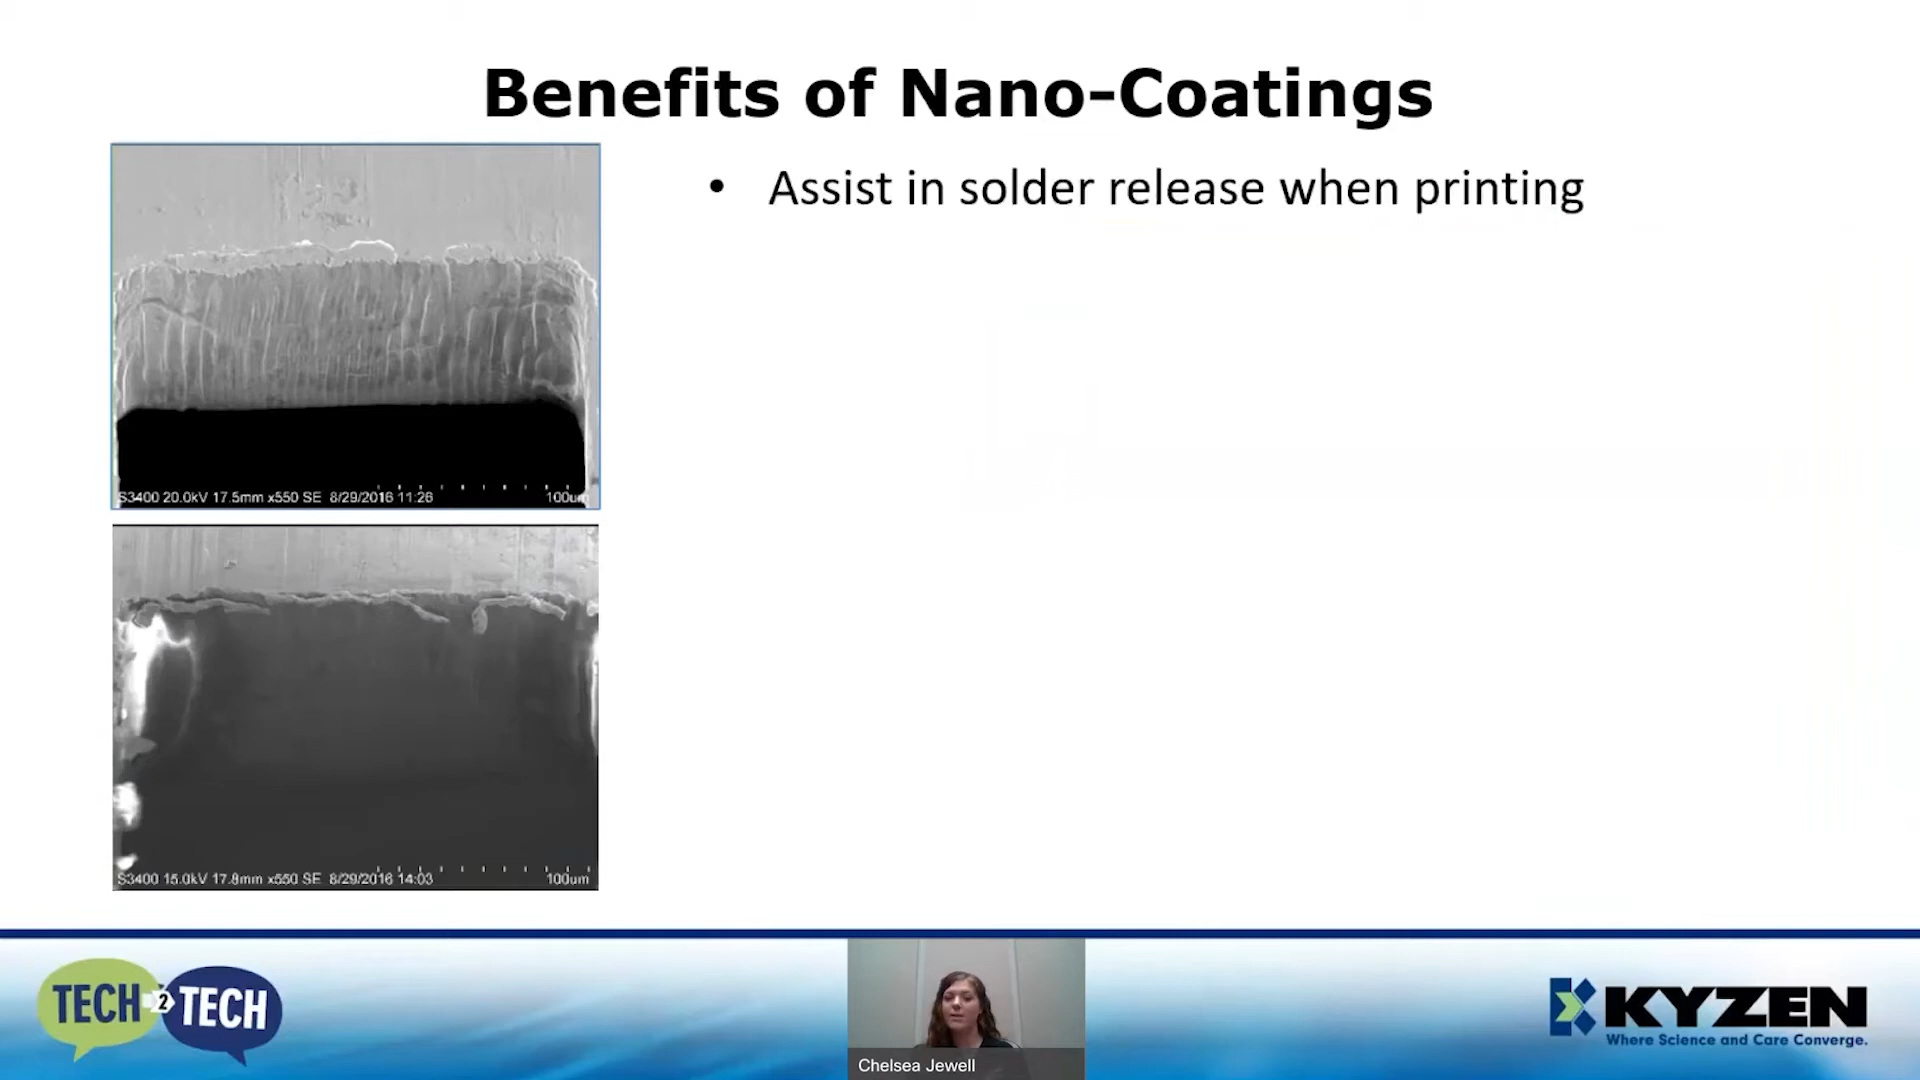 Benefits of Nano-Coatings
• Assist in solder release when printing
S3400 20.0kV 17.5mm x550 SE 8/29/2016 11:26 100um
S3400 15.0kV 17.8mm x550 SE 8/29/2016 14:03 100um
TECH 2 TECH
Chelsea Jewell
KYZEN
Where Science and Care Converge.